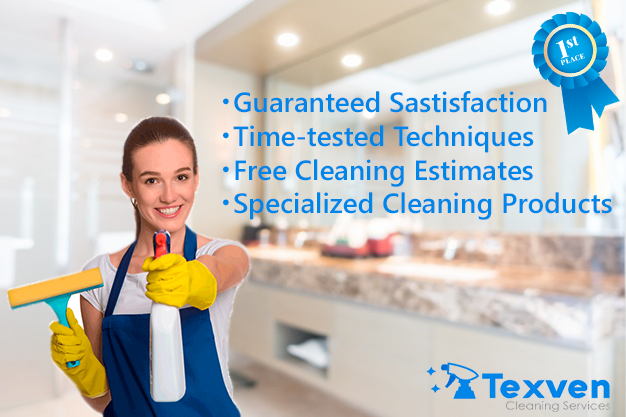 1st
PLACE
• Guaranteed Sastisfaction
• Time-tested Techniques
• Free Cleaning Estimates
• Specialized Cleaning Products
Texven
Cleaning Services